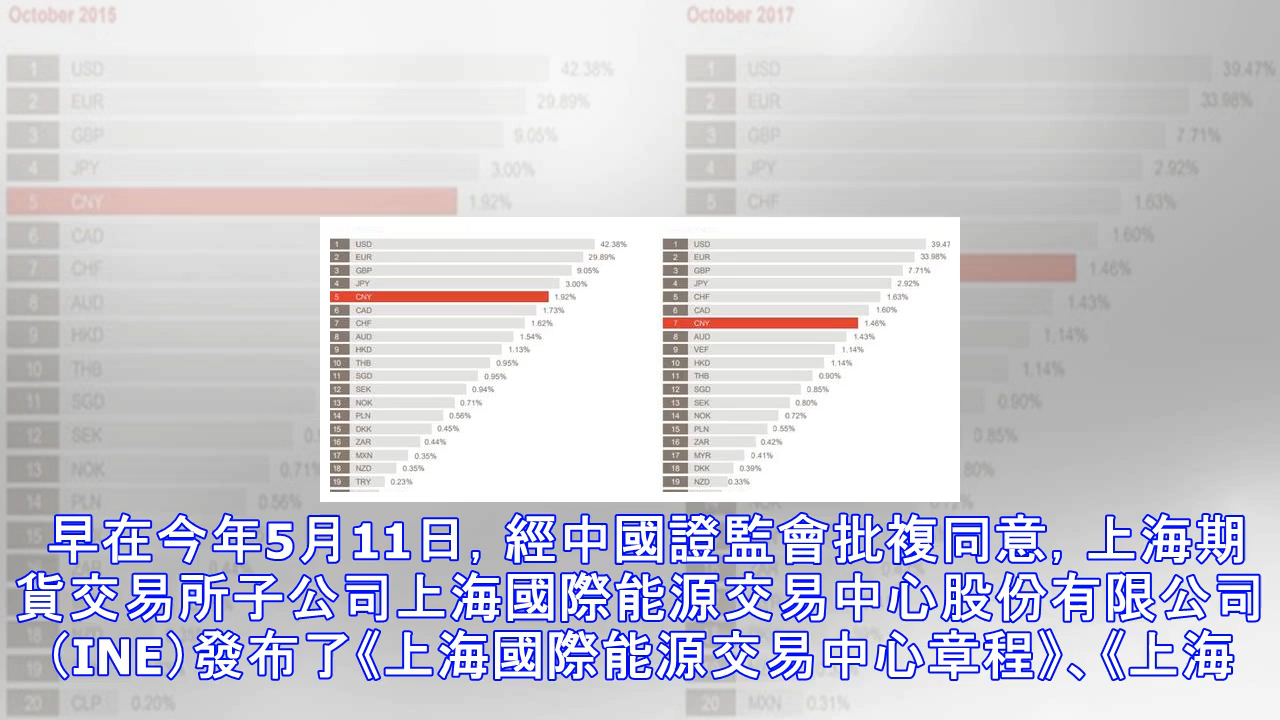 October 2015
October 2017
1 USD 42.38%
2 EUR 29.89%
3 GBP 9.05%
4 JPY 3.00%
5 CNY 1.92%
6 CAD 1.73%
7 CHF 1.62%
8 AUD 1.54%
9 HKD 1.13%
10 THB 0.95%
11 SGD 0.95%
12 SEK 0.94%
13 NOK 0.71%
14 PLN 0.56%
15 DKK 0.45%
16 ZAR 0.44%
17 MXN 0.35%
18 NZD 0.35%
19 TRY 0.23%
20 CLP 0.20%
1 USD 39.47%
2 EUR 33.98%
3 GBP 7.71%
4 JPY 2.92%
5 CHF 1.63%
6 CAD 1.60%
7 CNY 1.46%
8 AUD 1.43%
9 VEF 1.14%
10 HKD 1.14%
11 THB 0.90%
12 SGD 0.85%
13 SEK 0.80%
14 NOK 0.72%
15 PLN 0.55%
16 ZAR 0.42%
17 MYR 0.41%
18 DKK 0.39%
19 NZD 0.33%
20 MXN 0.31%
早在今年5月11日, 經中國證監會批複同意, 上海期
貨交易所子公司上海國際能源交易中心股份有限公司
(INE)發布了《上海國際能源交易中心章程》、《上海